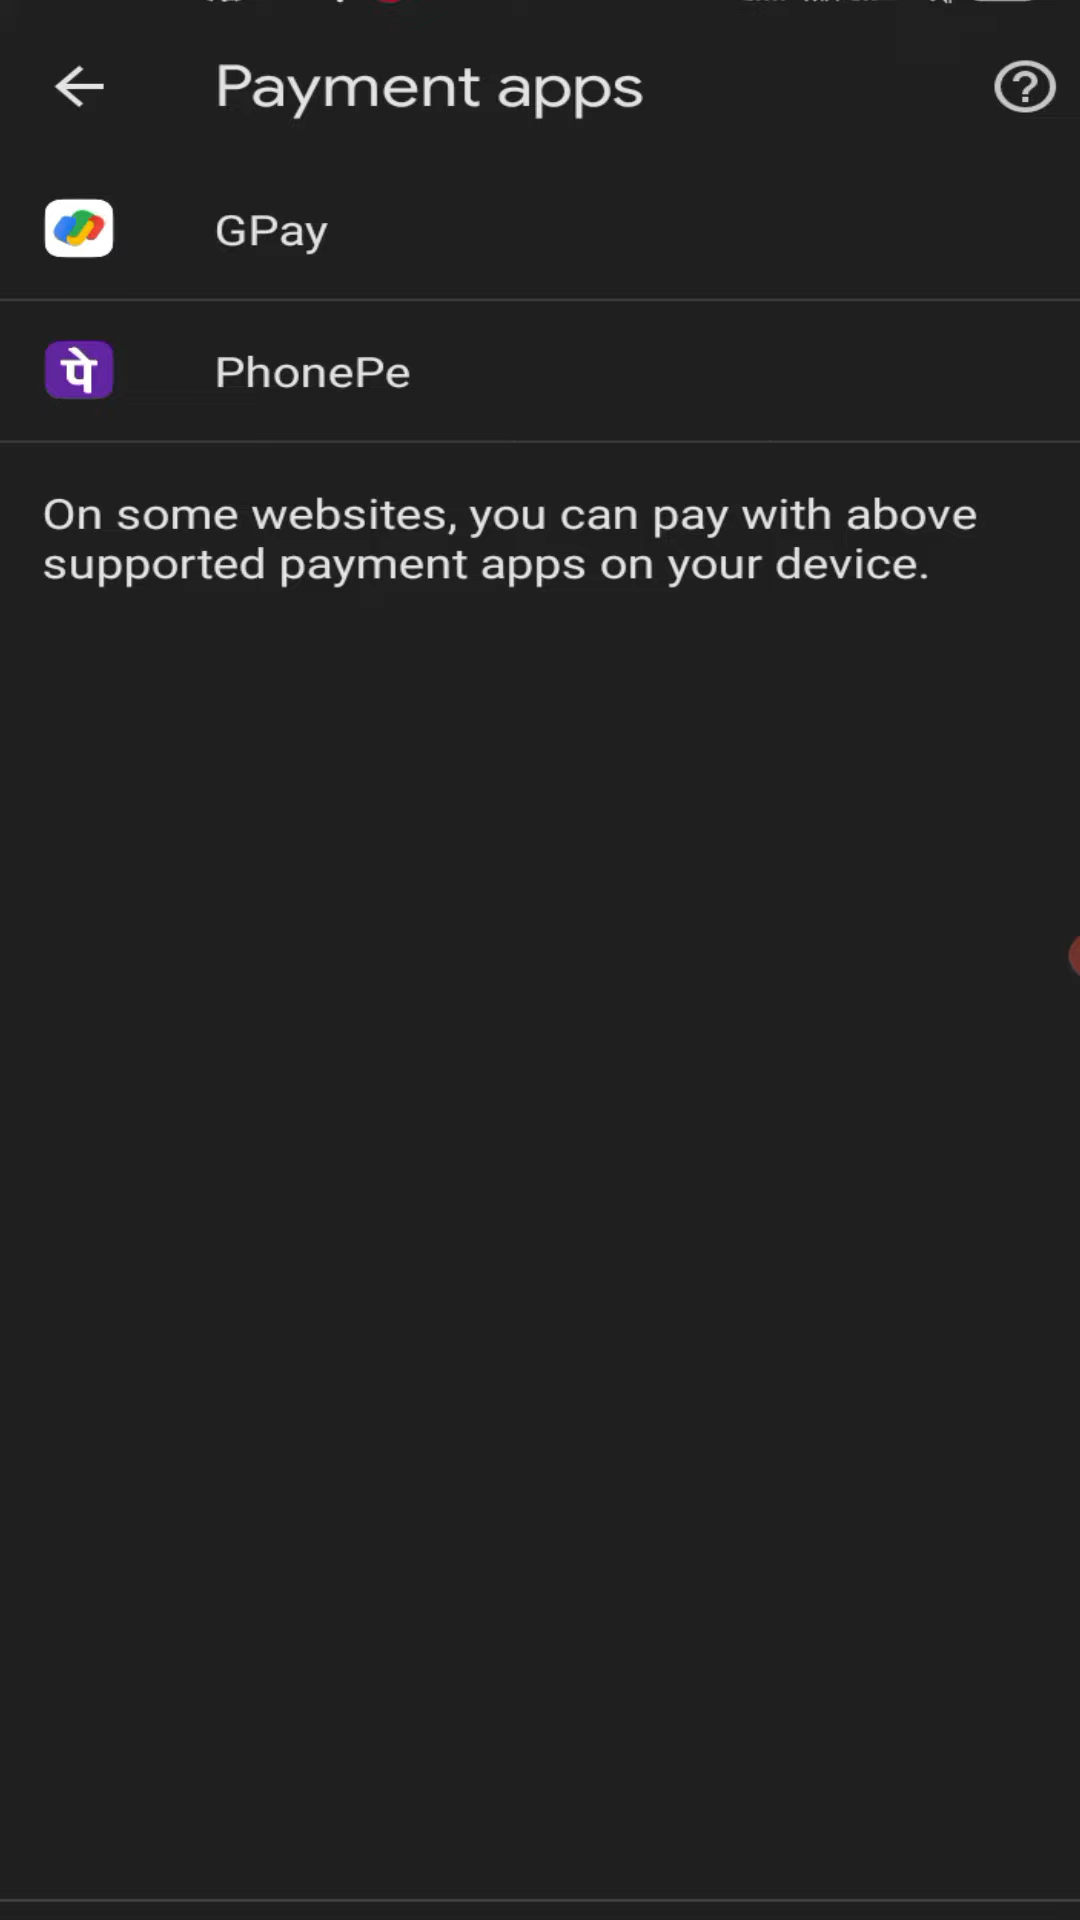 Payment apps
GPay
पे
PhonePe
On some websites, you can pay with above
supported payment apps on your device.